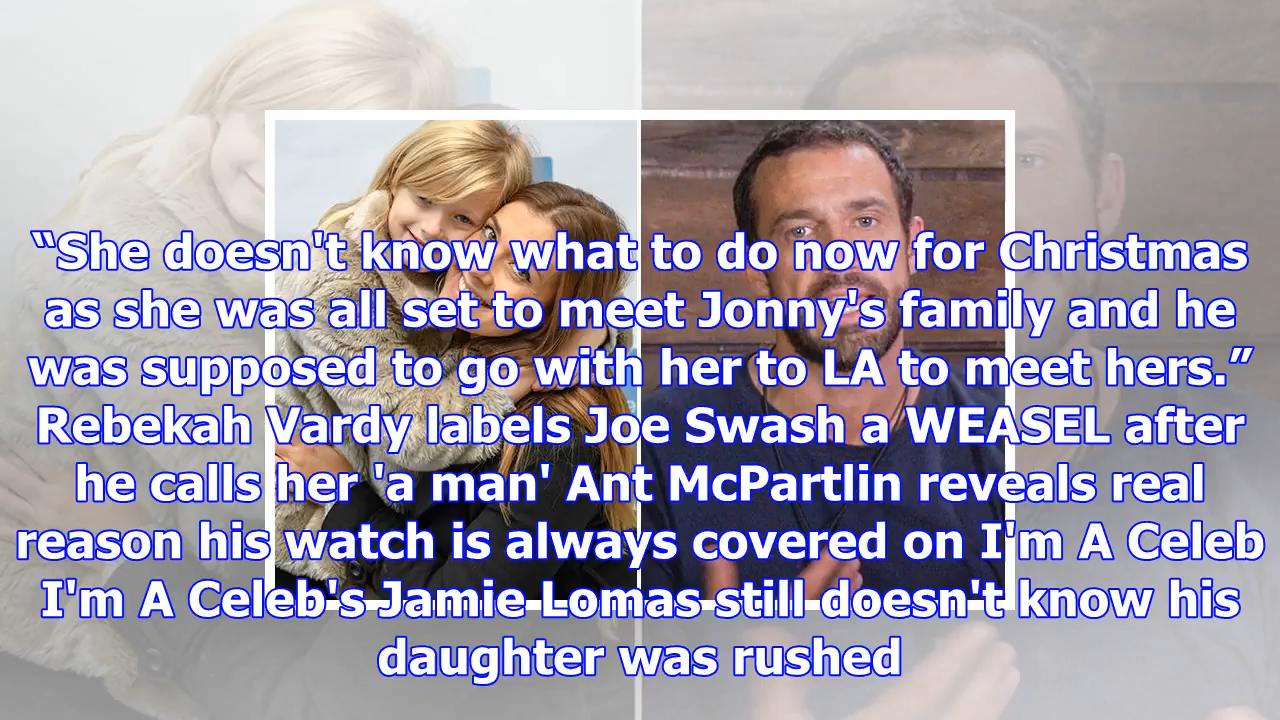 “She doesn't know what to do now for Christmas
as she was all set to meet Jonny's family and he
was supposed to go with her to LA to meet hers.”
Rebekah Vardy labels Joe Swash a WEASEL after
he calls her 'a man' Ant McPartlin reveals real
reason his watch is always covered on I'm A Celeb
I'm A Celeb's Jamie Lomas still doesn't know his
daughter was rushed